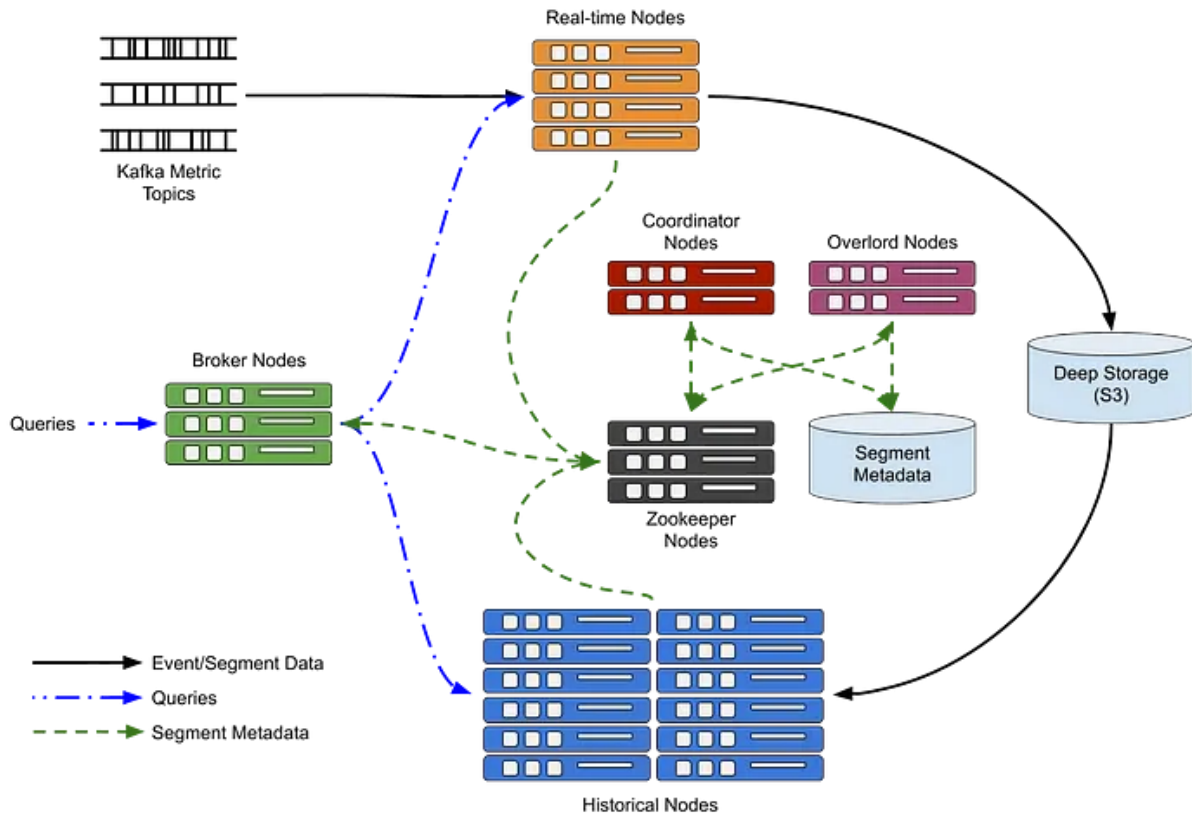 Real-time Nodes
Kafka Metric
Topics
Coordinator
Nodes
Overlord Nodes
Broker Nodes
Deep Storage
(S3)
Queries
Segment
Metadata
Zookeeper
Nodes
Event/Segment Data
Queries
Segment Metadata
Historical Nodes